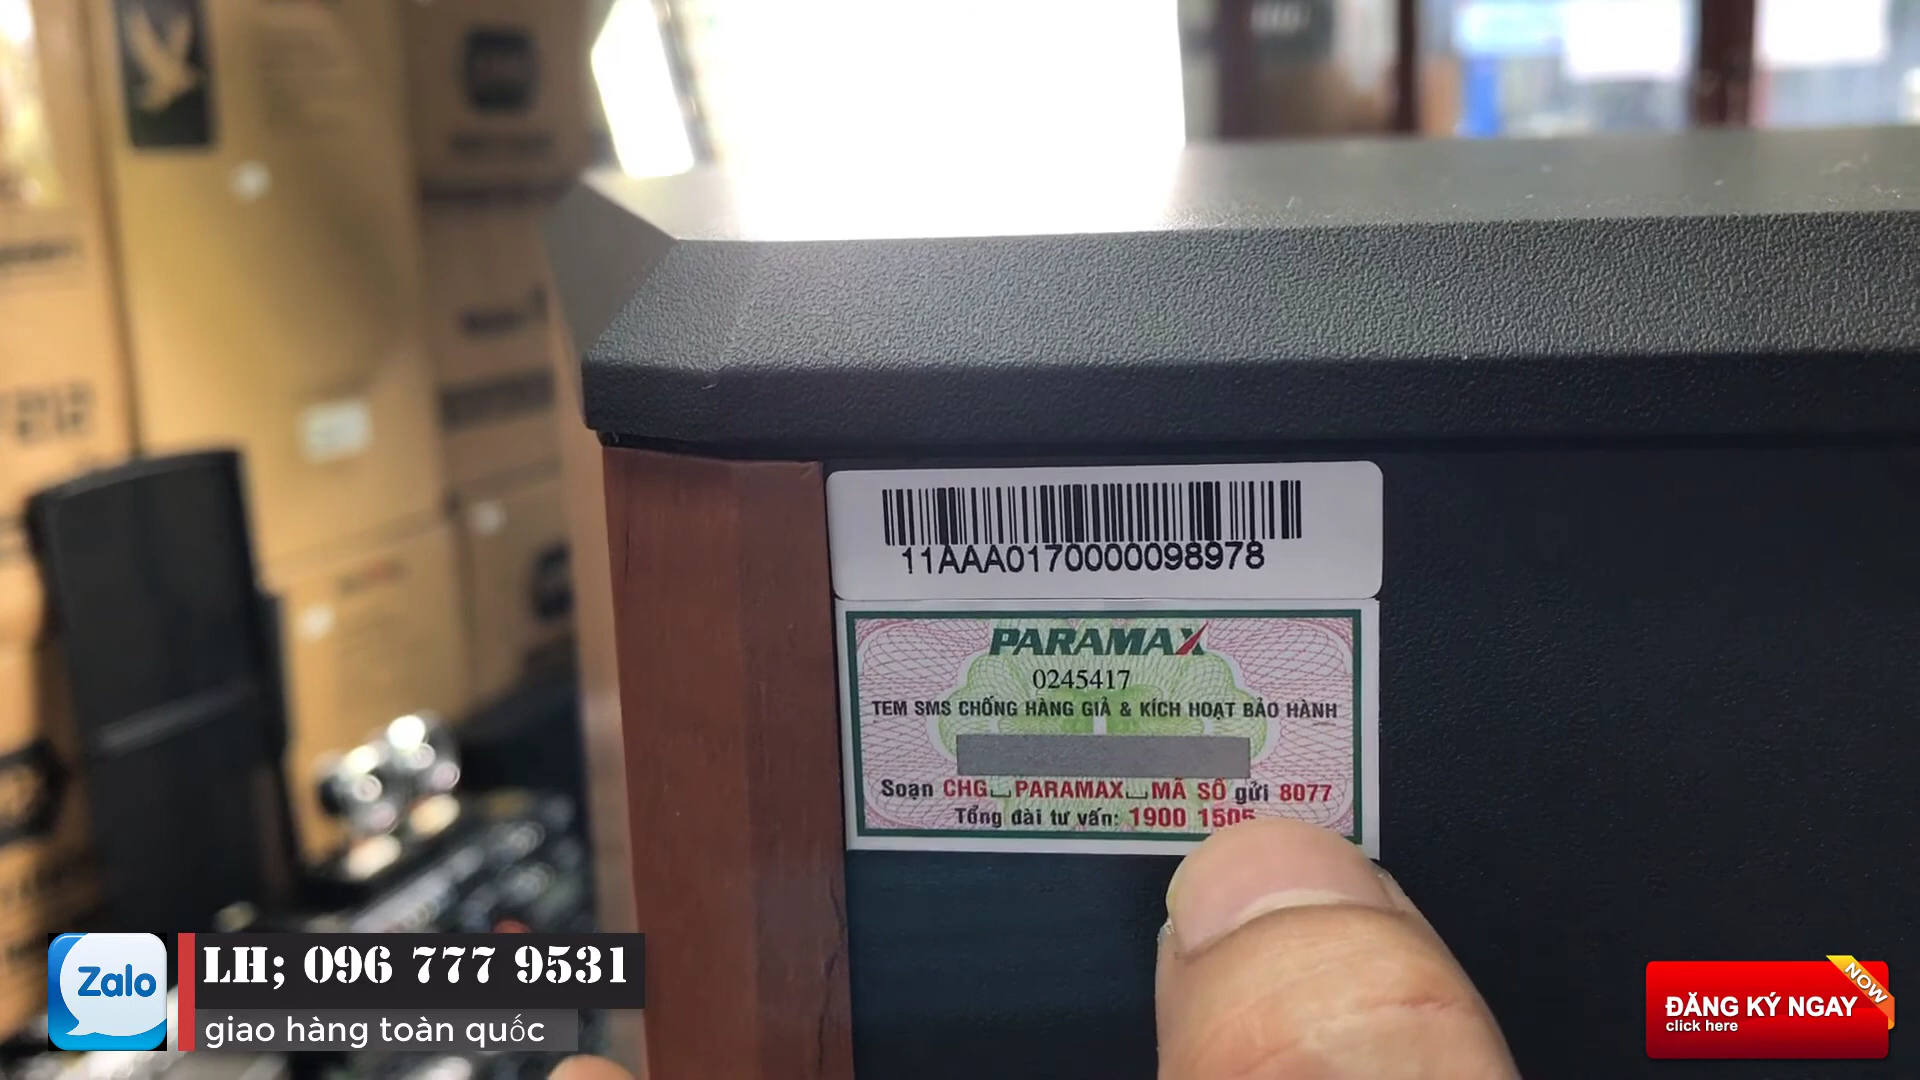 11AAA0170000098978
PARAMAX
0245417
TEM SMS CHỐNG HÀNG GIẢ & KÍCH HOẠT BẢO HÀNH
Soạn CHG PARAMAX MÃ SỐ gửi 8077
Tổng đài tư vấn: 1900 1505
Zalo
LH; 096 777 9531
giao hàng toàn quốc
NOW
ĐĂNG KÝ NGAY
click here